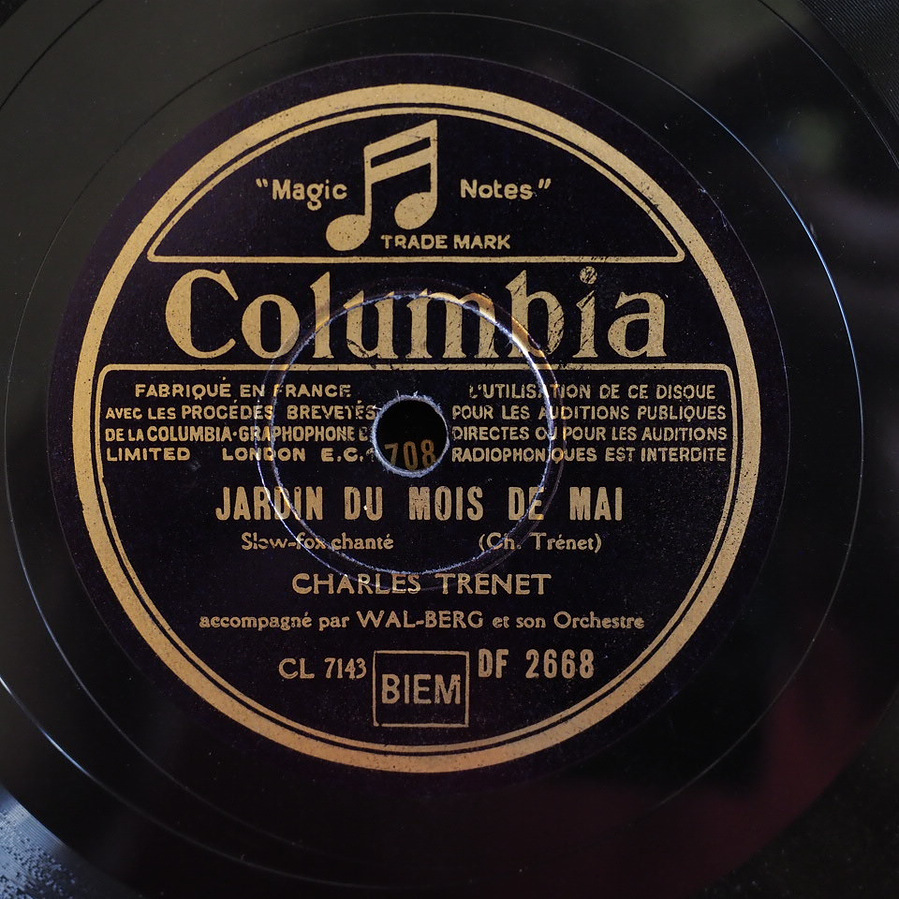 "Magic Notes"
TRADE MARK
Columbia
FABRIQUÉ EN FRANCE
AVEC LES PROCÉDÉS BREVETÉS
DE LA COLUMBIA-GRAPHOPHONE
LIMITED LONDON E.C.
L'UTILISATION DE CE DISQUE
POUR LES AUDITIONS PUBLIQUES
DIRECTES OU POUR LES AUDITIONS
RADIOPHONIQUES EST INTERDITE
708
JARDIN DU MOIS DE MAI
Slow-fox chanté (Ch. Trénet)
CHARLES TRENET
accompagné par WAL-BERG et son Orchestre
CL 7143 BIEM DF 2668